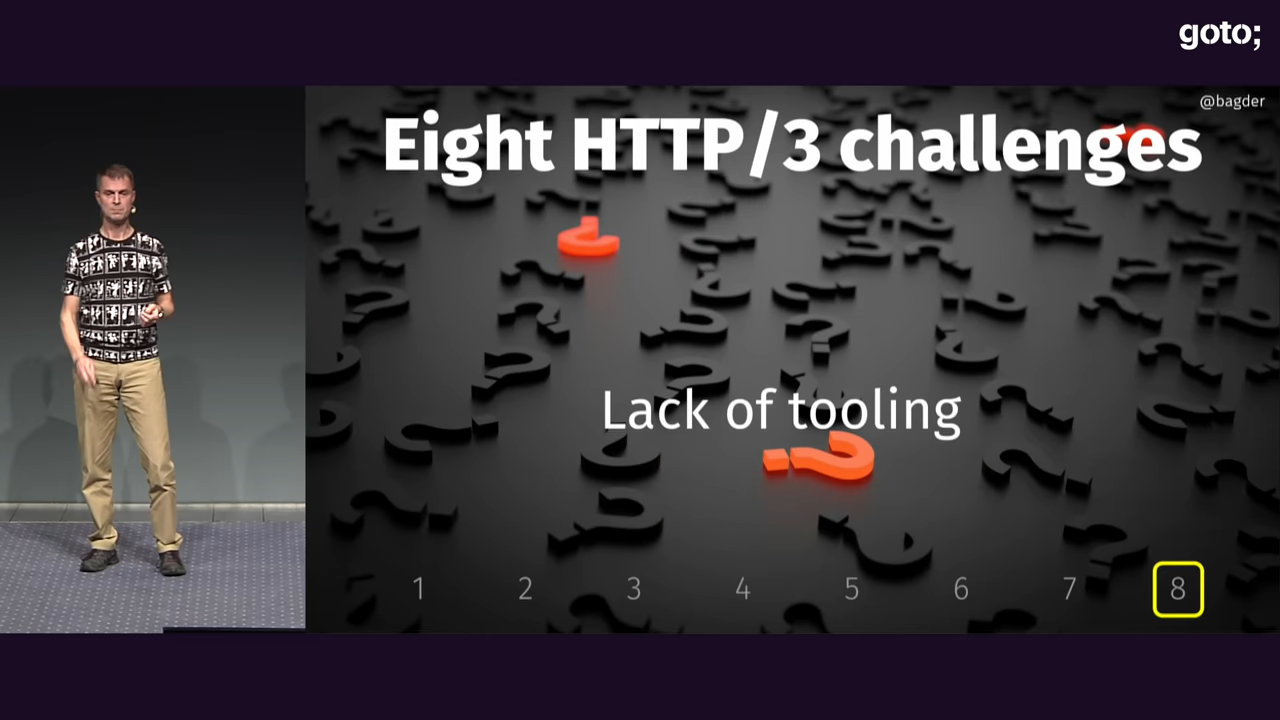 goto;
@bagder
Eight HTTP/3 challenges
Lack of tooling
1 2 3 4 5 6 7 8